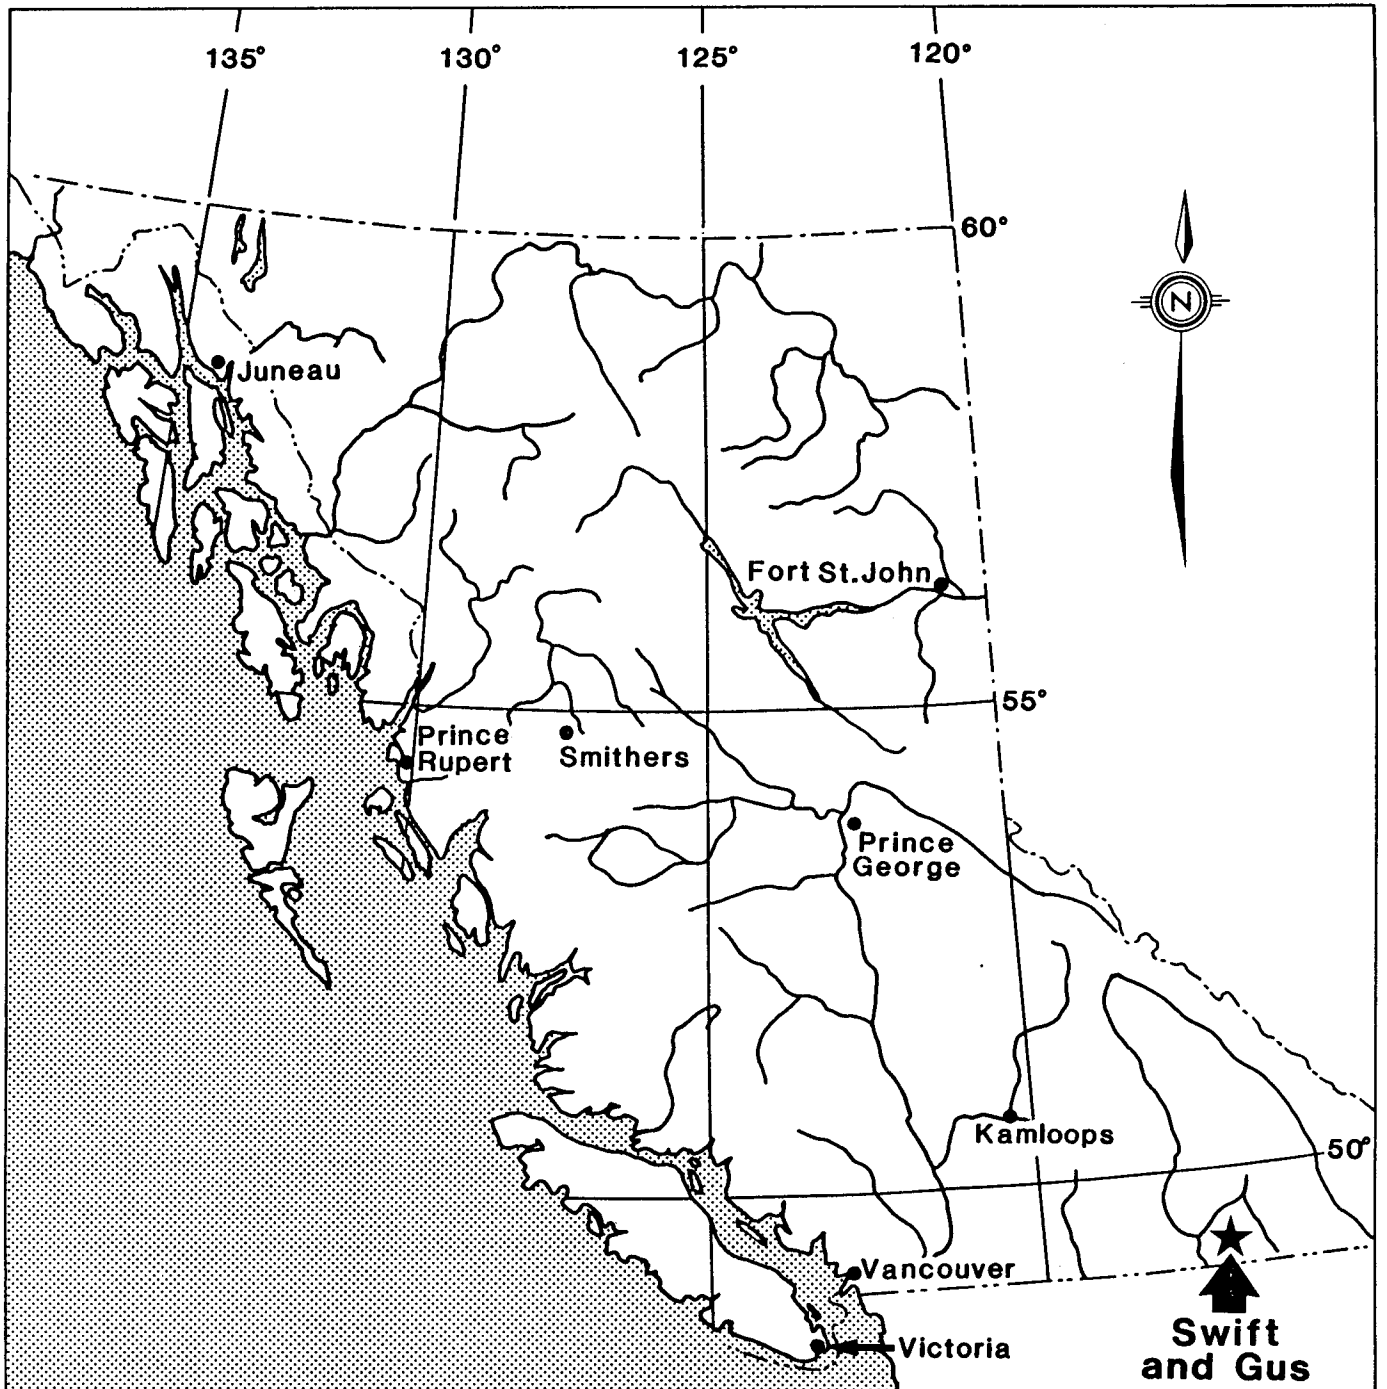 135° 130° 125° 120°
60°
N
Juneau
Fort St. John
55°
Prince
Rupert
Smithers
Prince
George
Kamloops
50°
Vancouver
Victoria
Swift
and Gus